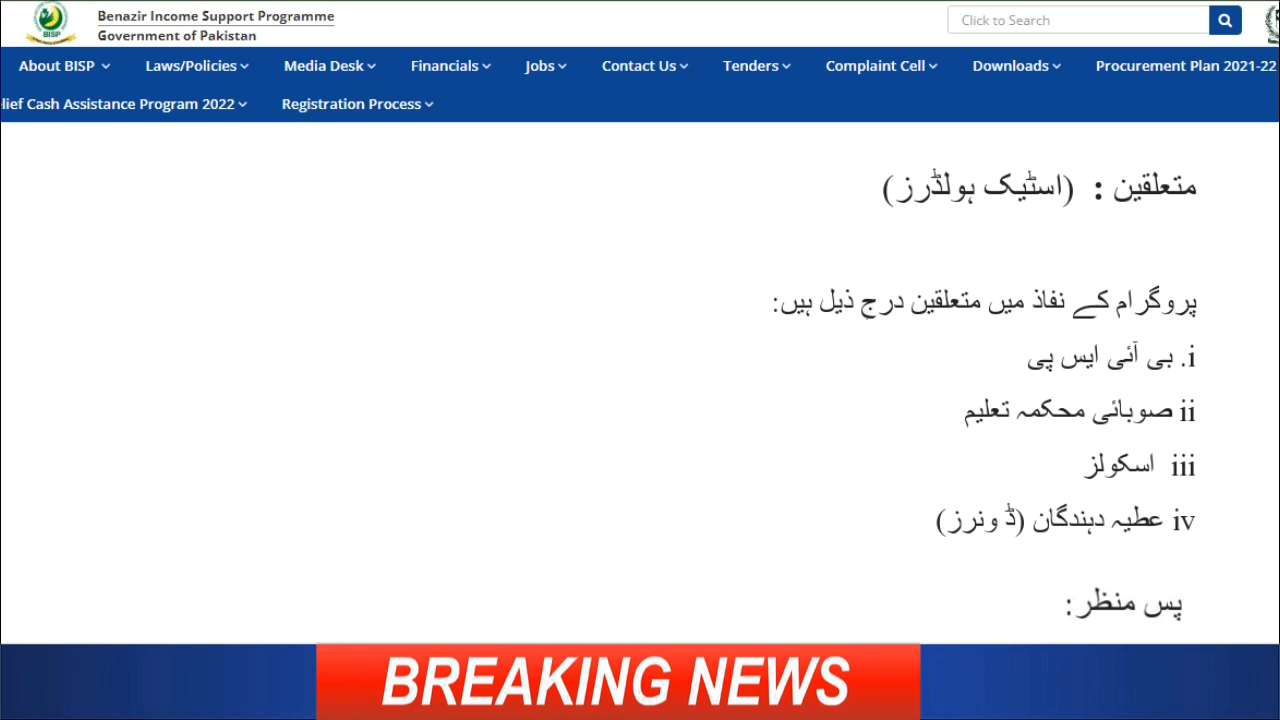 BISP
Benazir Income Support Programme
Government of Pakistan
Click to Search
About BISP Laws/Policies Media Desk Financials Jobs Contact Us Tenders Complaint Cell Downloads Procurement Plan 2021-22
lief Cash Assistance Program 2022 Registration Process
متعلقین : (اسٹیک ہولڈرز)
پروگرام کے نفاذ میں متعلقین درج ذیل ہیں:
i. بی آئی ایس پی
ii صوبائی محکمہ تعلیم
iii اسکولز
iv عطیہ دہندگان (ڈ ونرز)
پس منظر:
BREAKING NEWS